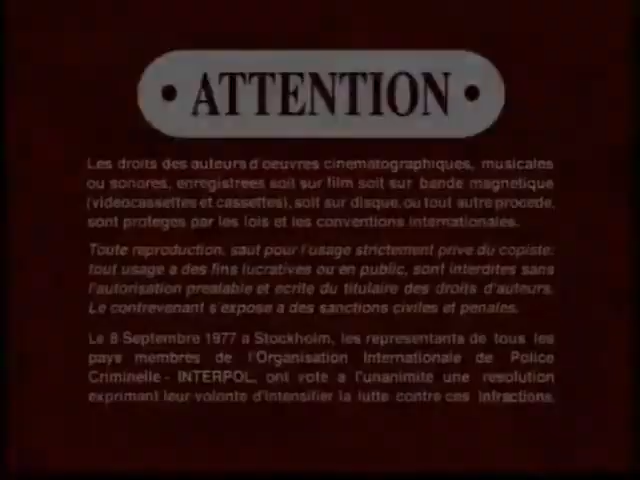 • ATTENTION •
Les droits des auteurs d'oeuvres cinematographiques, musicales
ou sonores, enregistrees soit sur film soit sur bande magnetique
(videocassettes et cassettes), soit sur disque, ou tout autre procede,
sont proteges par les lois et les conventions internationales.
Toute reproduction, sauf pour l'usage strictement prive du copiste;
tout usage a des fins lucratives ou en public, sont interdites sans
l'autorisation prealable et ecrite du titulaire des droits d'auteurs.
Le contrevenant s'expose a des sanctions civiles et penales.
Le 8 Septembre 1977 a Stockholm, les representants de tous les
pays membres de l'Organisation Internationale de Police
Criminelle - INTERPOL, ont vote a l'unanimite une resolution
exprimant leur volonte d'intensifier la lutte contre ces infractions.